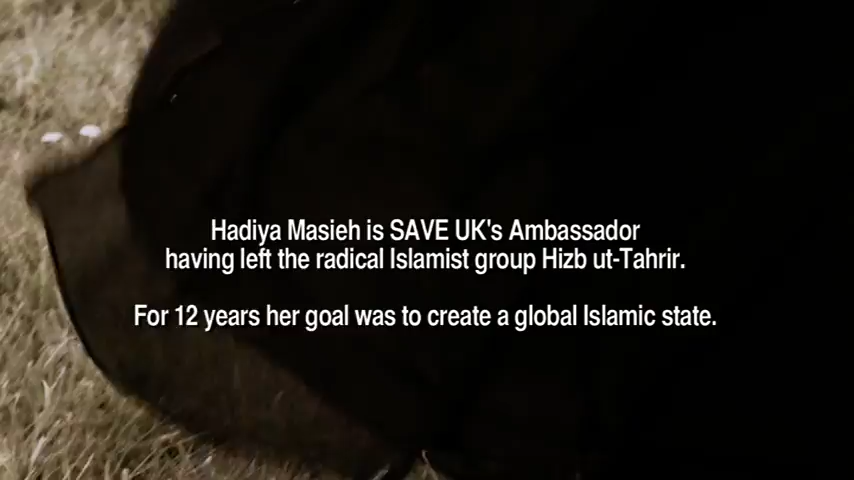 Hadiya Masieh is SAVE UK's Ambassador
having left the radical Islamist group Hizb ut-Tahrir.
For 12 years her goal was to create a global Islamic state.